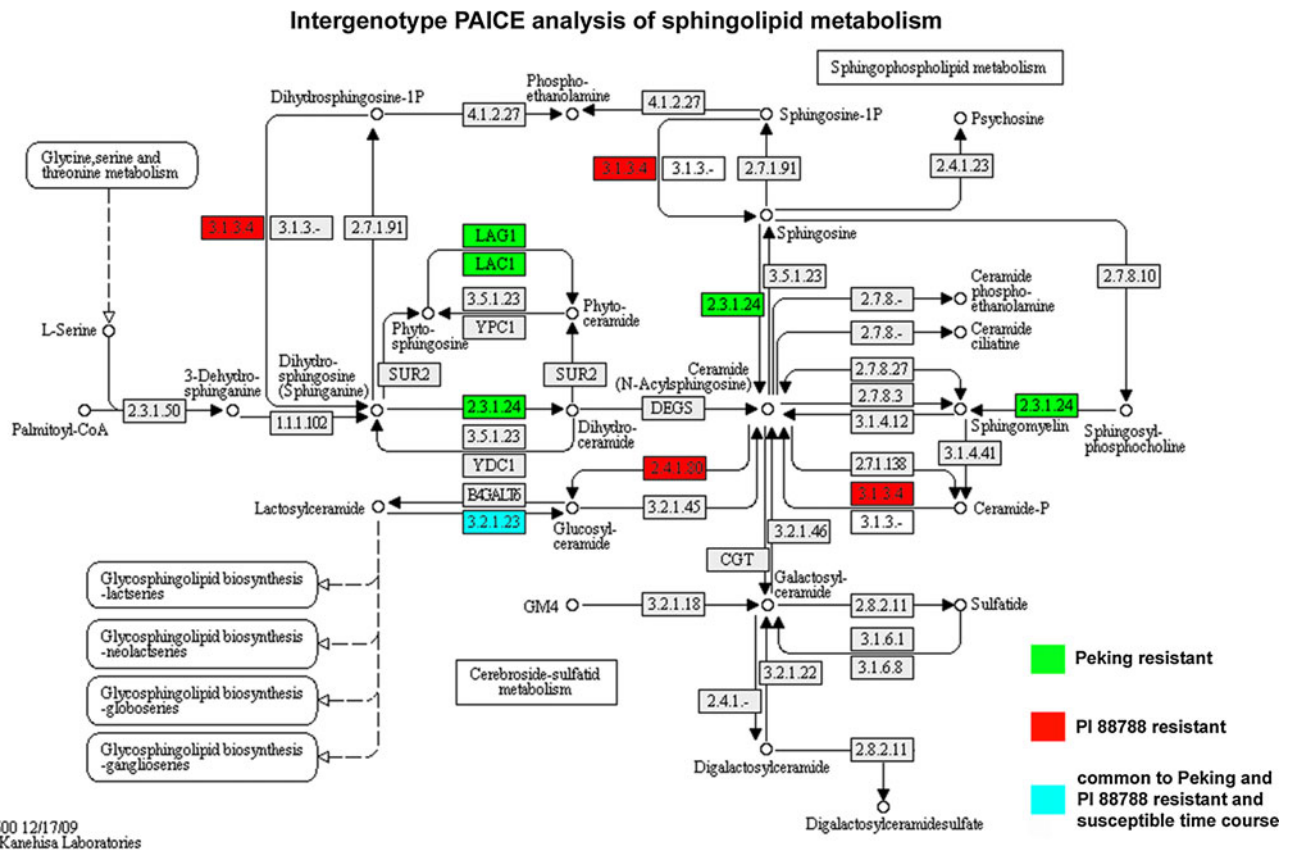 Intergenotype PAICE analysis of sphingolipid metabolism
Sphingophospholipid metabolism
Dihydrosphingosine-1P
4.1.2.27
Phospho-
ethanolamine
4.1.2.27
Sphingosine-1P
Psychosine
Glycine,serine and
threonine metabolism
3.1.3.4
3.1.3.-
2.7.1.91
2.4.1.23
3.1.3.4
3.1.3.-
2.7.1.91
LAG1
LAC1
Sphingosine
3.5.1.23
2.7.8.10
3.5.1.23
YPC1
Phyto-
sphingosine
Phyto-
ceramide
2.3.1.24
2.7.8.-
Ceramide
phospho-
ethanolamine
2.7.8.-
Ceramide
ciliatine
L-Serine
SUR2
SUR2
3-Dehydro-
sphinganine
Dihydro-
sphingosine
(Sphinganine)
Ceramide
(N-Acylsphingosine)
2.7.8.27
2.7.8.3
3.1.4.12
Palmitoyl-CoA
2.3.1.50
1.1.1.102
2.3.1.24
3.5.1.23
YDC1
Dihydro-
ceramide
DEGS
Sphingomyelin
2.3.1.24
Sphingosyl-
phosphocholine
3.1.4.41
2.4.1.80
2.7.1.138
3.1.3.4
3.1.3.-
Ceramide-P
Lactosylceramide
B4GALT6
3.2.1.23
Glucosyl-
ceramide
3.2.1.45
3.2.1.46
CGT
Glycosphingolipid biosynthesis
-lactseries
Glycosphingolipid biosynthesis
-neolactseries
Glycosphingolipid biosynthesis
-globoseries
Glycosphingolipid biosynthesis
-ganglioseries
GM4
3.2.1.18
Galactosyl-
ceramide
2.8.2.11
Sulfatide
3.1.6.1
3.1.6.8
Cerebroside-sulfatid
metabolism
3.2.1.22
2.4.1.-
Digalactosylceramide
2.8.2.11
Digalactosylceramidesulfate
Peking resistant
PI 88788 resistant
common to Peking and
PI 88788 resistant and
susceptible time course
00 12/17/09
Kanehisa Laboratories